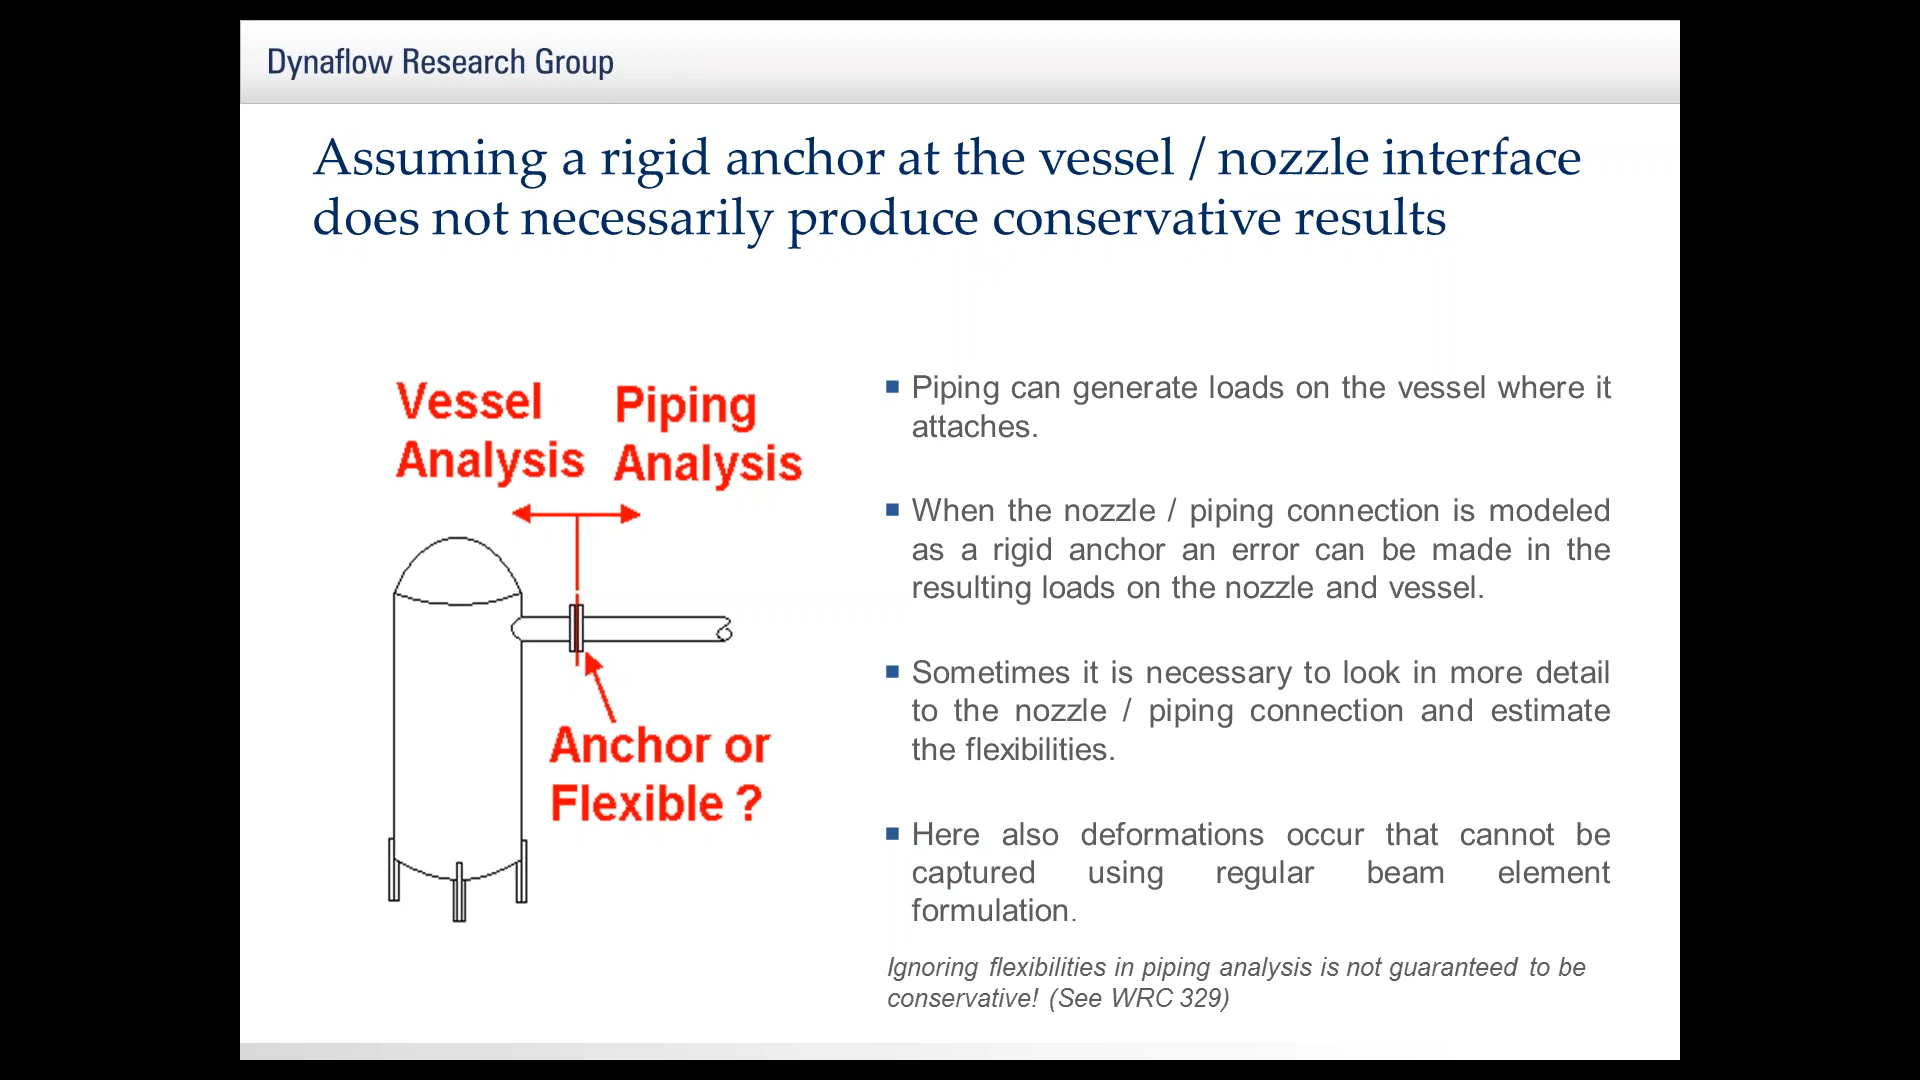 Dynaflow Research Group
Assuming a rigid anchor at the vessel / nozzle interface
does not necessarily produce conservative results
Vessel
Analysis
Piping
Analysis
Anchor or
Flexible ?
Piping can generate loads on the vessel where it
attaches.
When the nozzle / piping connection is modeled
as a rigid anchor an error can be made in the
resulting loads on the nozzle and vessel.
Sometimes it is necessary to look in more detail
to the nozzle / piping connection and estimate
the flexibilities.
Here also deformations occur that cannot be
captured using regular beam element
formulation.
Ignoring flexibilities in piping analysis is not guaranteed to be
conservative! (See WRC 329)